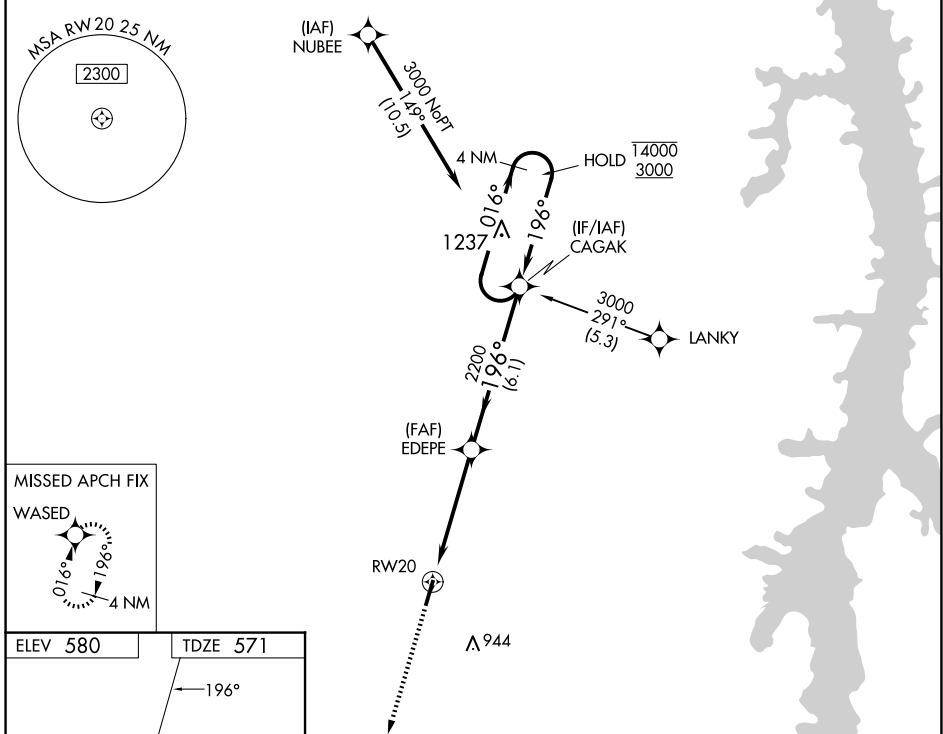 MSA RW 20 25 NM
2300
(IAF)
NUBEE
3000 NoPT
149°
(10.5)
4 NM
HOLD
14000
3000
016°
196°
1237
(IF/IAF)
CAGAK
3000
291°
(5.3)
LANKY
2200
196°
(6.1)
(FAF)
EDEPE
MISSED APCH FIX
WASED
016°
196°
4 NM
RW20
944
ELEV 580
TDZE 571
196°